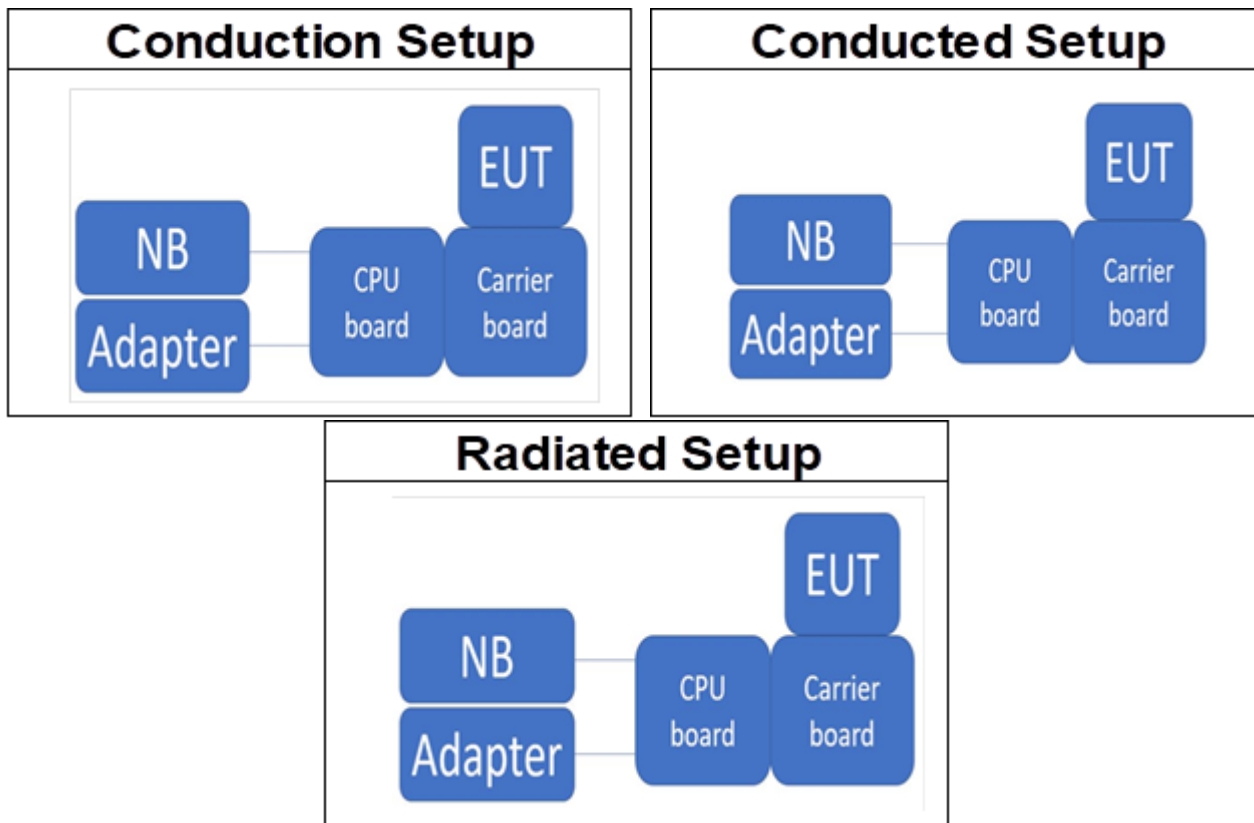 Conduction Setup
EUT
NB
CPU
board
Carrier
board
Adapter
Conducted Setup
EUT
NB
CPU
board
Carrier
board
Adapter
Radiated Setup
EUT
NB
CPU
board
Carrier
board
Adapter